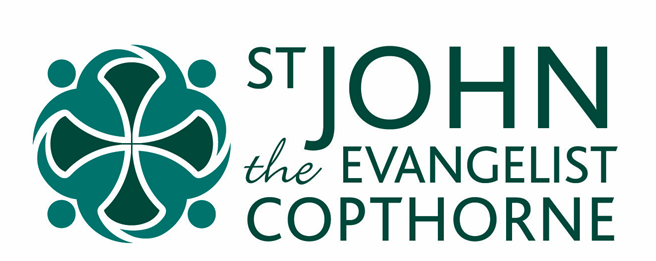 ST JOHN
the EVANGELIST
COPTHORNE